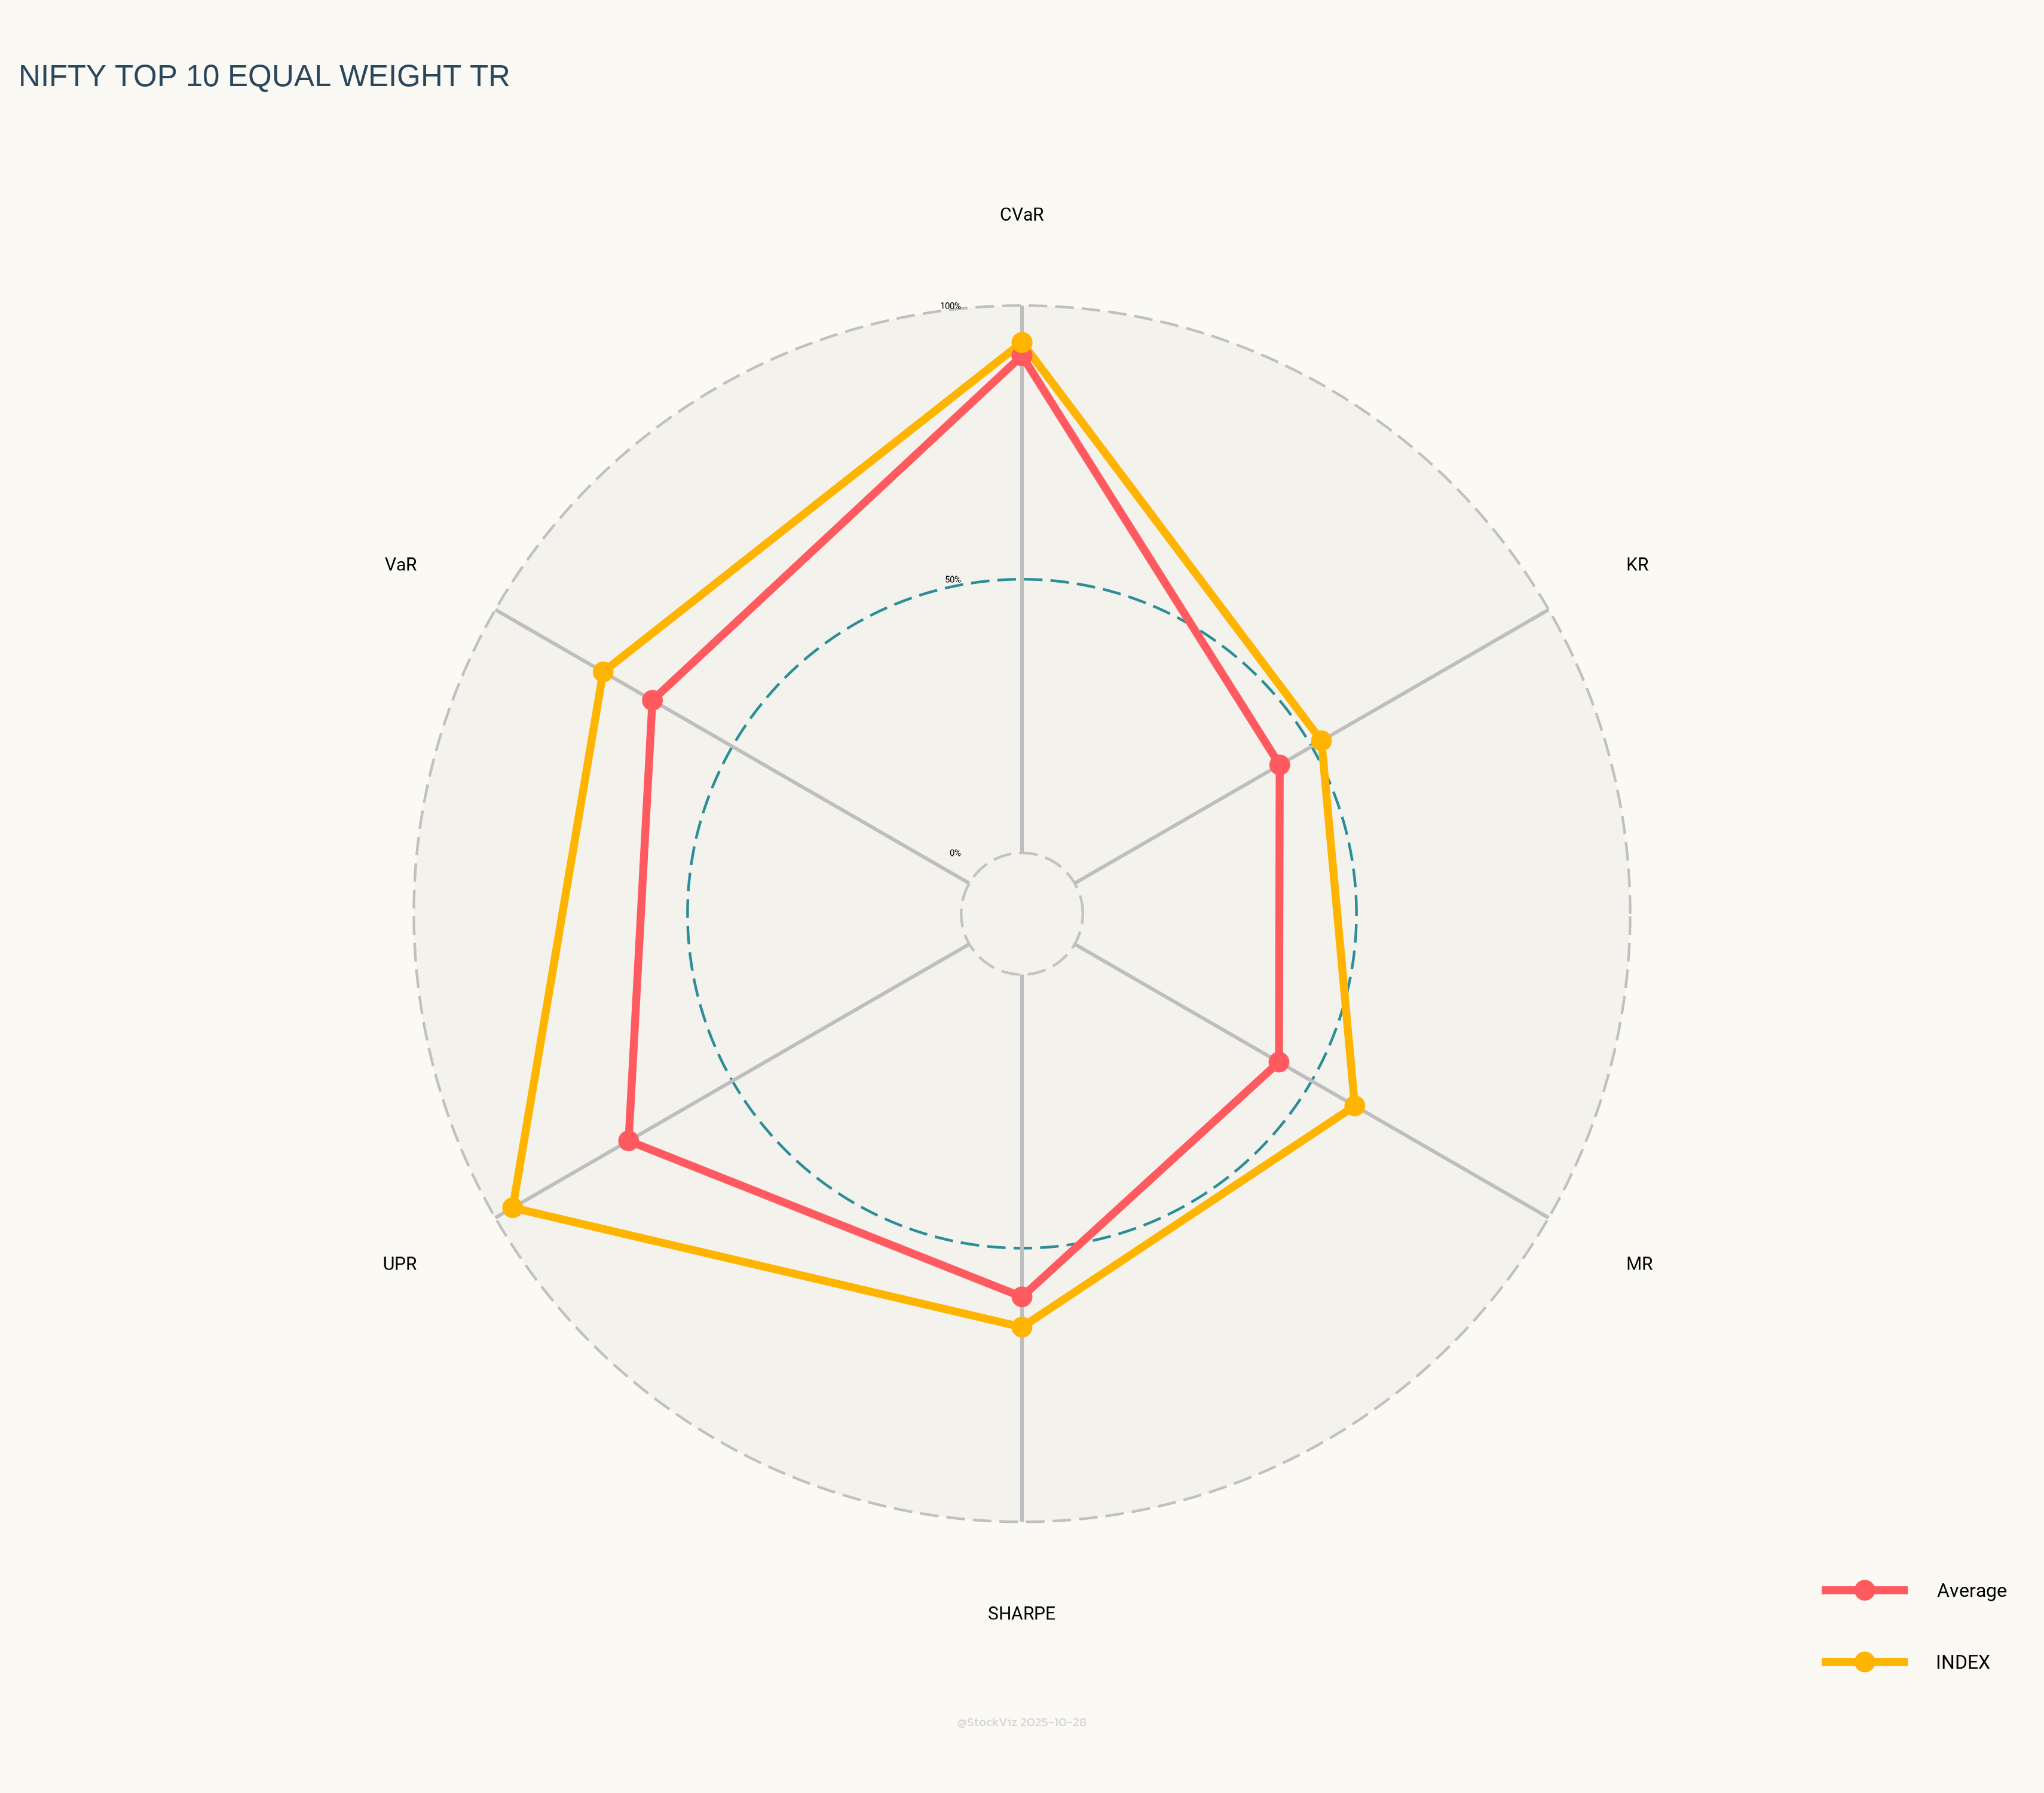 NIFTY TOP 10 EQUAL WEIGHT TR
CVaR
100%
VaR
KR
50%
0%
UPR
MR
SHARPE
Average
INDEX
@StockViz 2025-10-28